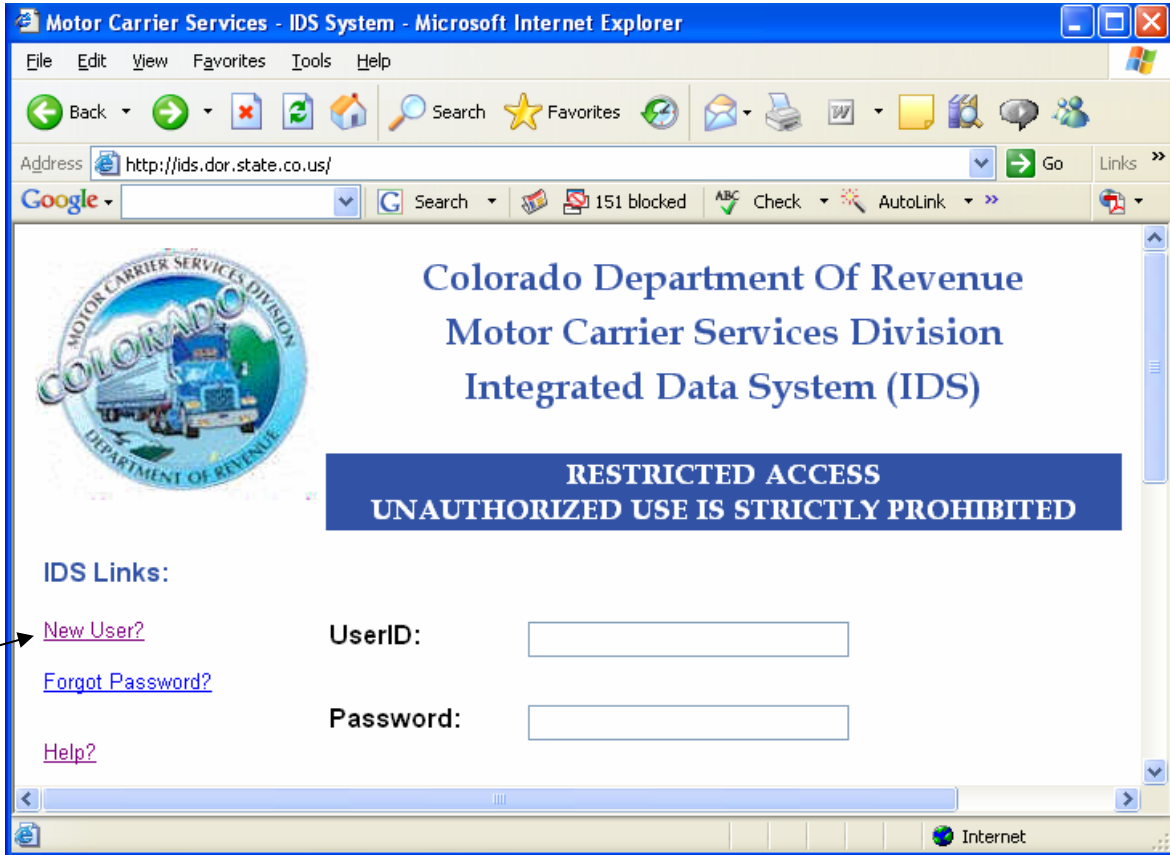 Motor Carrier Services - IDS System - Microsoft Internet Explorer
File Edit View Favorites Tools Help
Back Search Favorites
Address http://ids.dor.state.co.us/ Go Links »
Google Search 151 blocked ABC Check AutoLink »
MOTOR CARRIER SERVICES DIVISION
COLORADO
DEPARTMENT OF REVENUE
Colorado Department Of Revenue
Motor Carrier Services Division
Integrated Data System (IDS)
RESTRICTED ACCESS
UNAUTHORIZED USE IS STRICTLY PROHIBITED
IDS Links:
New User?
UserID:
Forgot Password?
Password:
Help?
Internet